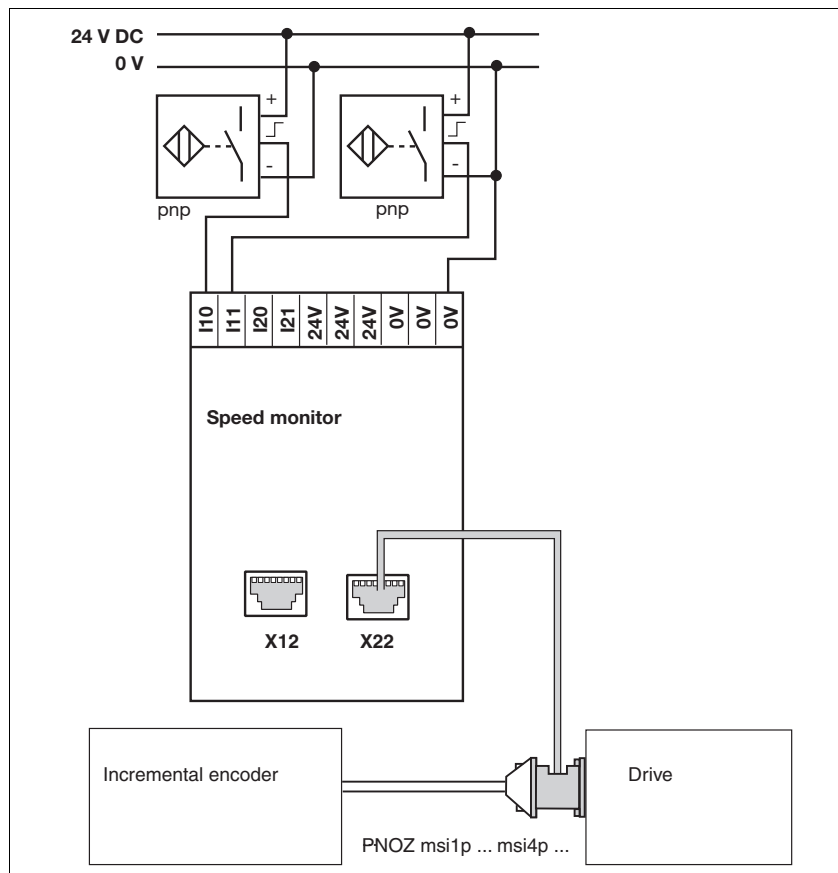 24 V DC
0 V
+
-
pnp
+
-
pnp
I10 I11 I20 I21 24V 24V 24V 0V 0V 0V
Speed monitor
X12 X22
Incremental encoder
Drive
PNOZ msi1p ... msi4p ...